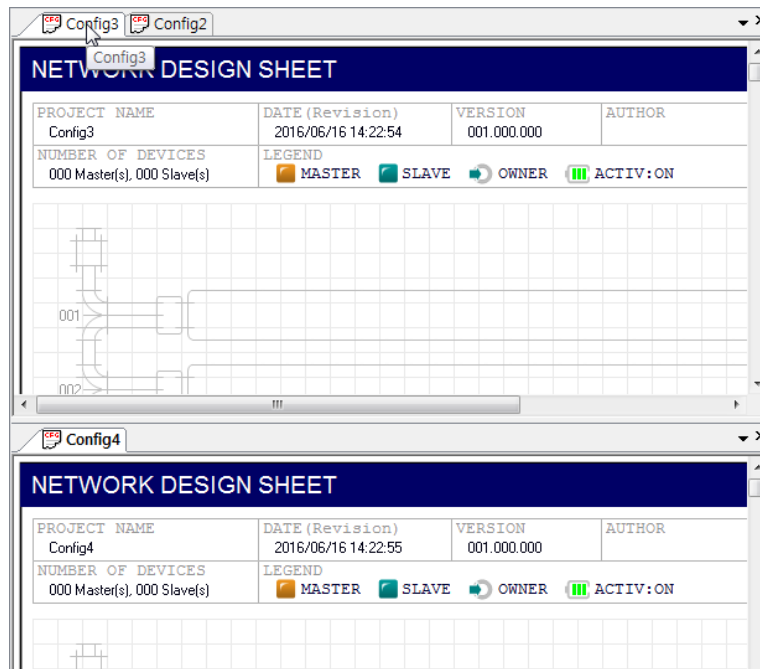 Config3 Config2
Config3
NETWORK DESIGN SHEET
PROJECT NAME DATE(Revision) VERSION AUTHOR
Config3 2016/06/16 14:22:54 001.000.000
NUMBER OF DEVICES LEGEND
000 Master(s), 000 Slave(s) MASTER SLAVE OWNER ACTIV:ON
001
002
Config4
NETWORK DESIGN SHEET
PROJECT NAME DATE(Revision) VERSION AUTHOR
Config4 2016/06/16 14:22:55 001.000.000
NUMBER OF DEVICES LEGEND
000 Master(s), 000 Slave(s) MASTER SLAVE OWNER ACTIV:ON